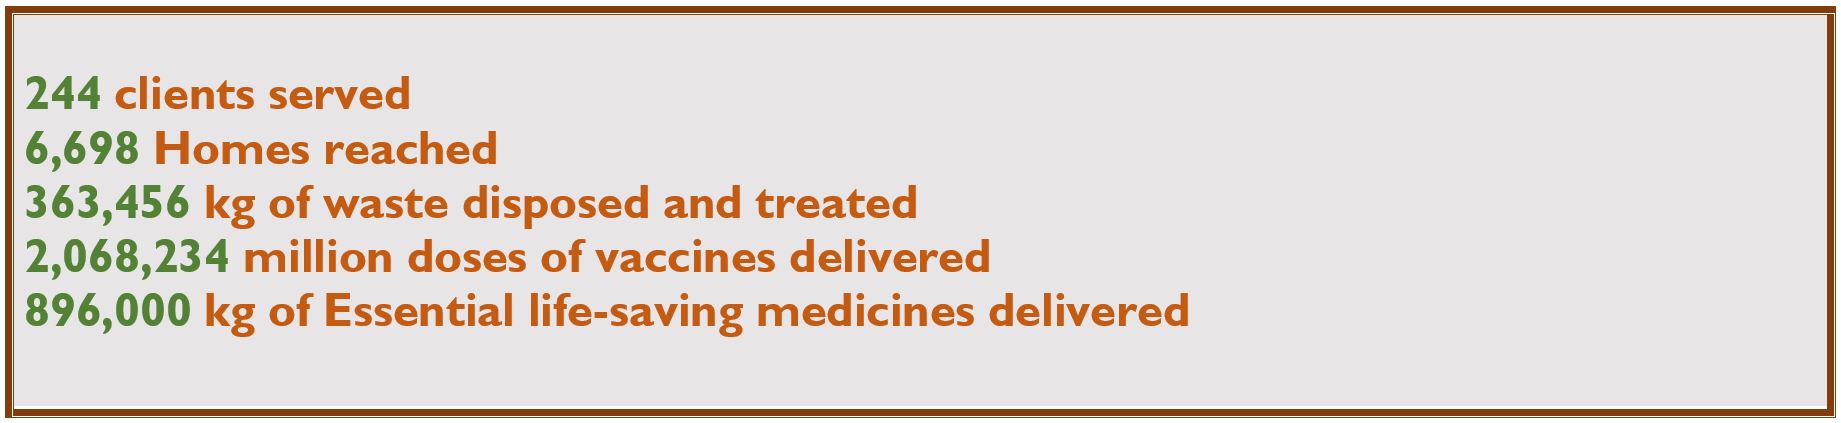 244 clients served
6,698 Homes reached
363,456 kg of waste disposed and treated
2,068,234 million doses of vaccines delivered
896,000 kg of Essential life-saving medicines delivered